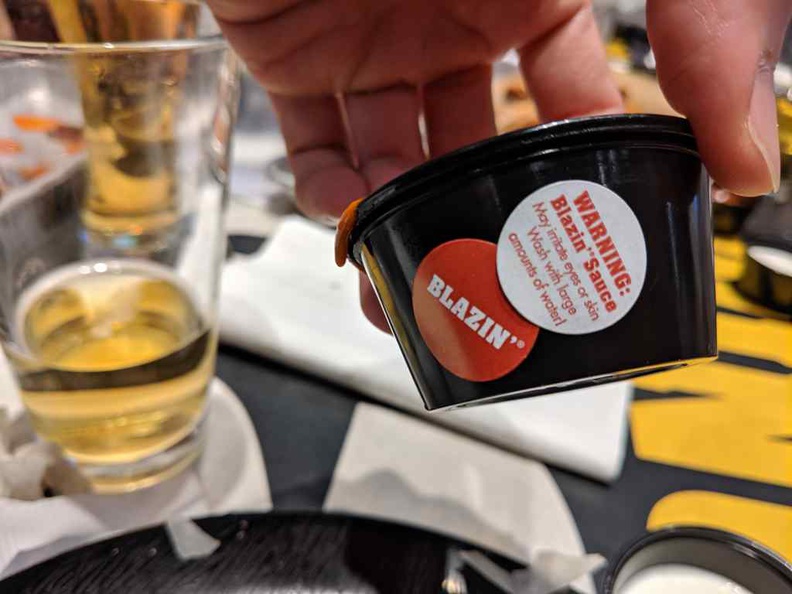 BLAZIN'®
WARNING:
Blazin'® Sauce
May irritate eyes or skin
Wash with large
amounts of water!